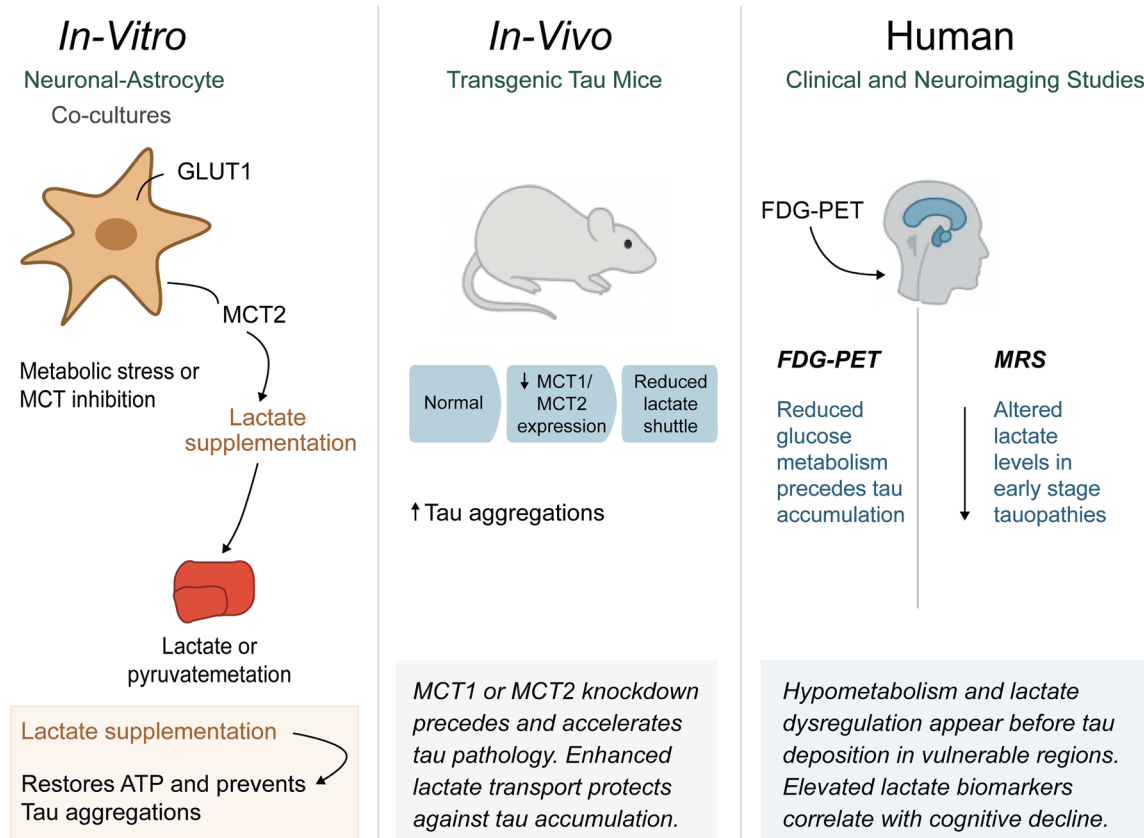 In-Vitro
Neuronal-Astrocyte
Co-cultures
GLUT1
MCT2
Metabolic stress or
MCT inhibition
Lactate
supplementation
Lactate or
pyruvatemetation
Lactate supplementation
Restores ATP and prevents
Tau aggregations
In-Vivo
Transgenic Tau Mice
Normal
↓ MCT1/
MCT2
expression
Reduced
lactate
shuttle
↑ Tau aggregations
MCT1 or MCT2 knockdown
precedes and accelerates
tau pathology. Enhanced
lactate transport protects
against tau accumulation.
Human
Clinical and Neuroimaging Studies
FDG-PET
FDG-PET
Reduced
glucose
metabolism
precedes tau
accumulation
MRS
Altered
lactate
levels in
early stage
tauopathies
Hypometabolism and lactate
dysregulation appear before tau
deposition in vulnerable regions.
Elevated lactate biomarkers
correlate with cognitive decline.